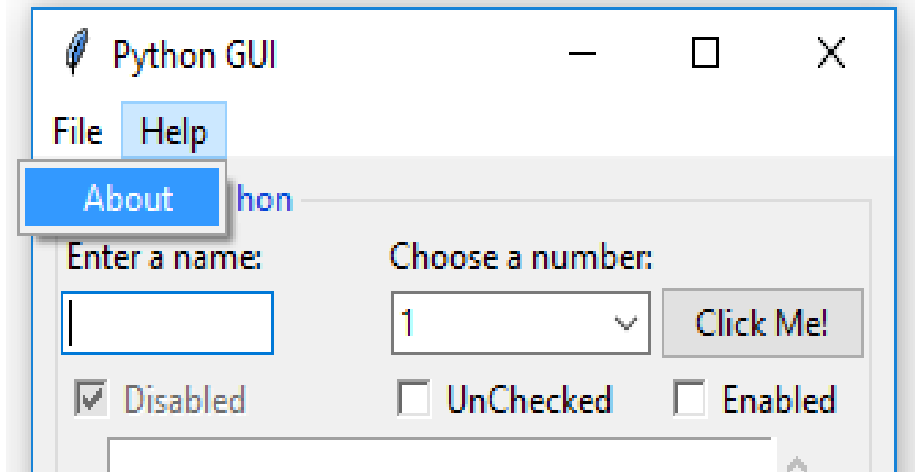 Python GUI
File Help
About hon
Enter a name: Choose a number:
1 Click Me!
Disabled UnChecked Enabled